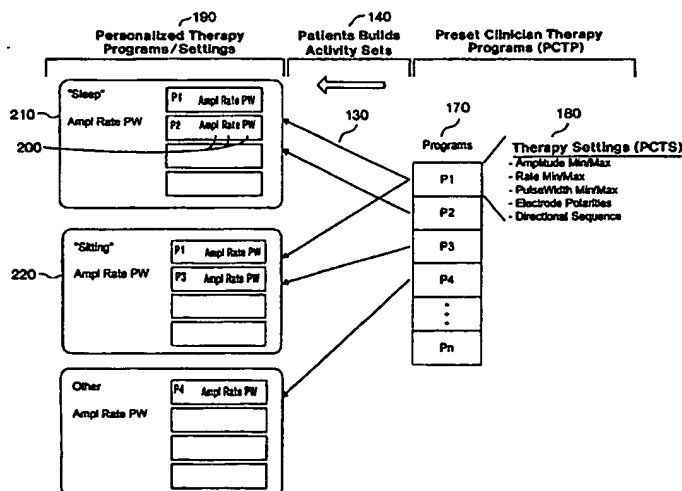 190
140
Personalized Therapy
Programs/Settings
Patients Builds
Activity Sets
Preset Clinician Therapy
Programs (PCTP)
210
"Sleep"
Ampl Rate PW
P1 Ampl Rate PW
P2 Ampl Rate PW
200
130
170
Programs
180
Therapy Settings (PCTS)
- Amplitude Min/Max
- Rate Min/Max
- PulseWidth Min/Max
- Electrode Polarities
- Directional Sequence
P1
P2
P3
P4
Pn
220
"Sitting"
Ampl Rate PW
P1 Ampl Rate PW
P3 Ampl Rate PW
Other
Ampl Rate PW
P4 Ampl Rate PW